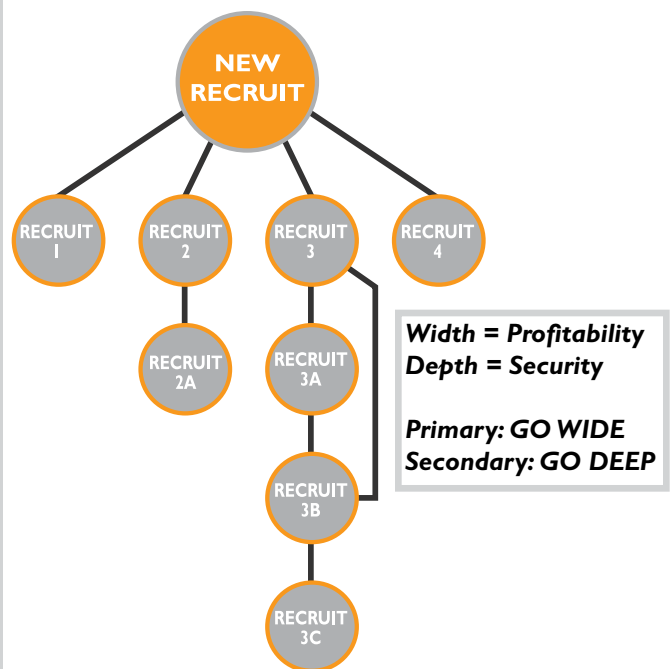 NEW
RECRUIT
RECRUIT
1
RECRUIT
2
RECRUIT
3
RECRUIT
4
RECRUIT
2A
RECRUIT
3A
Width = Profitability
Depth = Security
Primary: GO WIDE
Secondary: GO DEEP
RECRUIT
3B
RECRUIT
3C